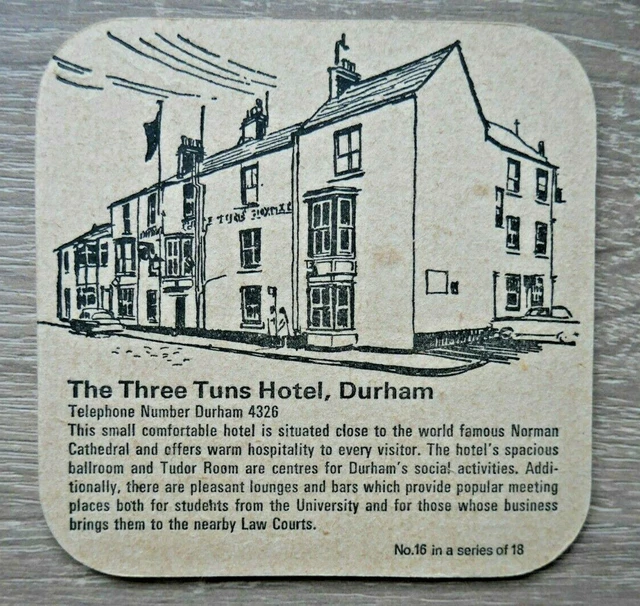 THREE TUNS HOTEL
The Three Tuns Hotel, Durham
Telephone Number Durham 4326
This small comfortable hotel is situated close to the world famous Norman
Cathedral and offers warm hospitality to every visitor. The hotel's spacious
ballroom and Tudor Room are centres for Durham's social activities. Addi-
tionally, there are pleasant lounges and bars which provide popular meeting
places both for students from the University and for those whose business
brings them to the nearby Law Courts.
No.16 in a series of 18